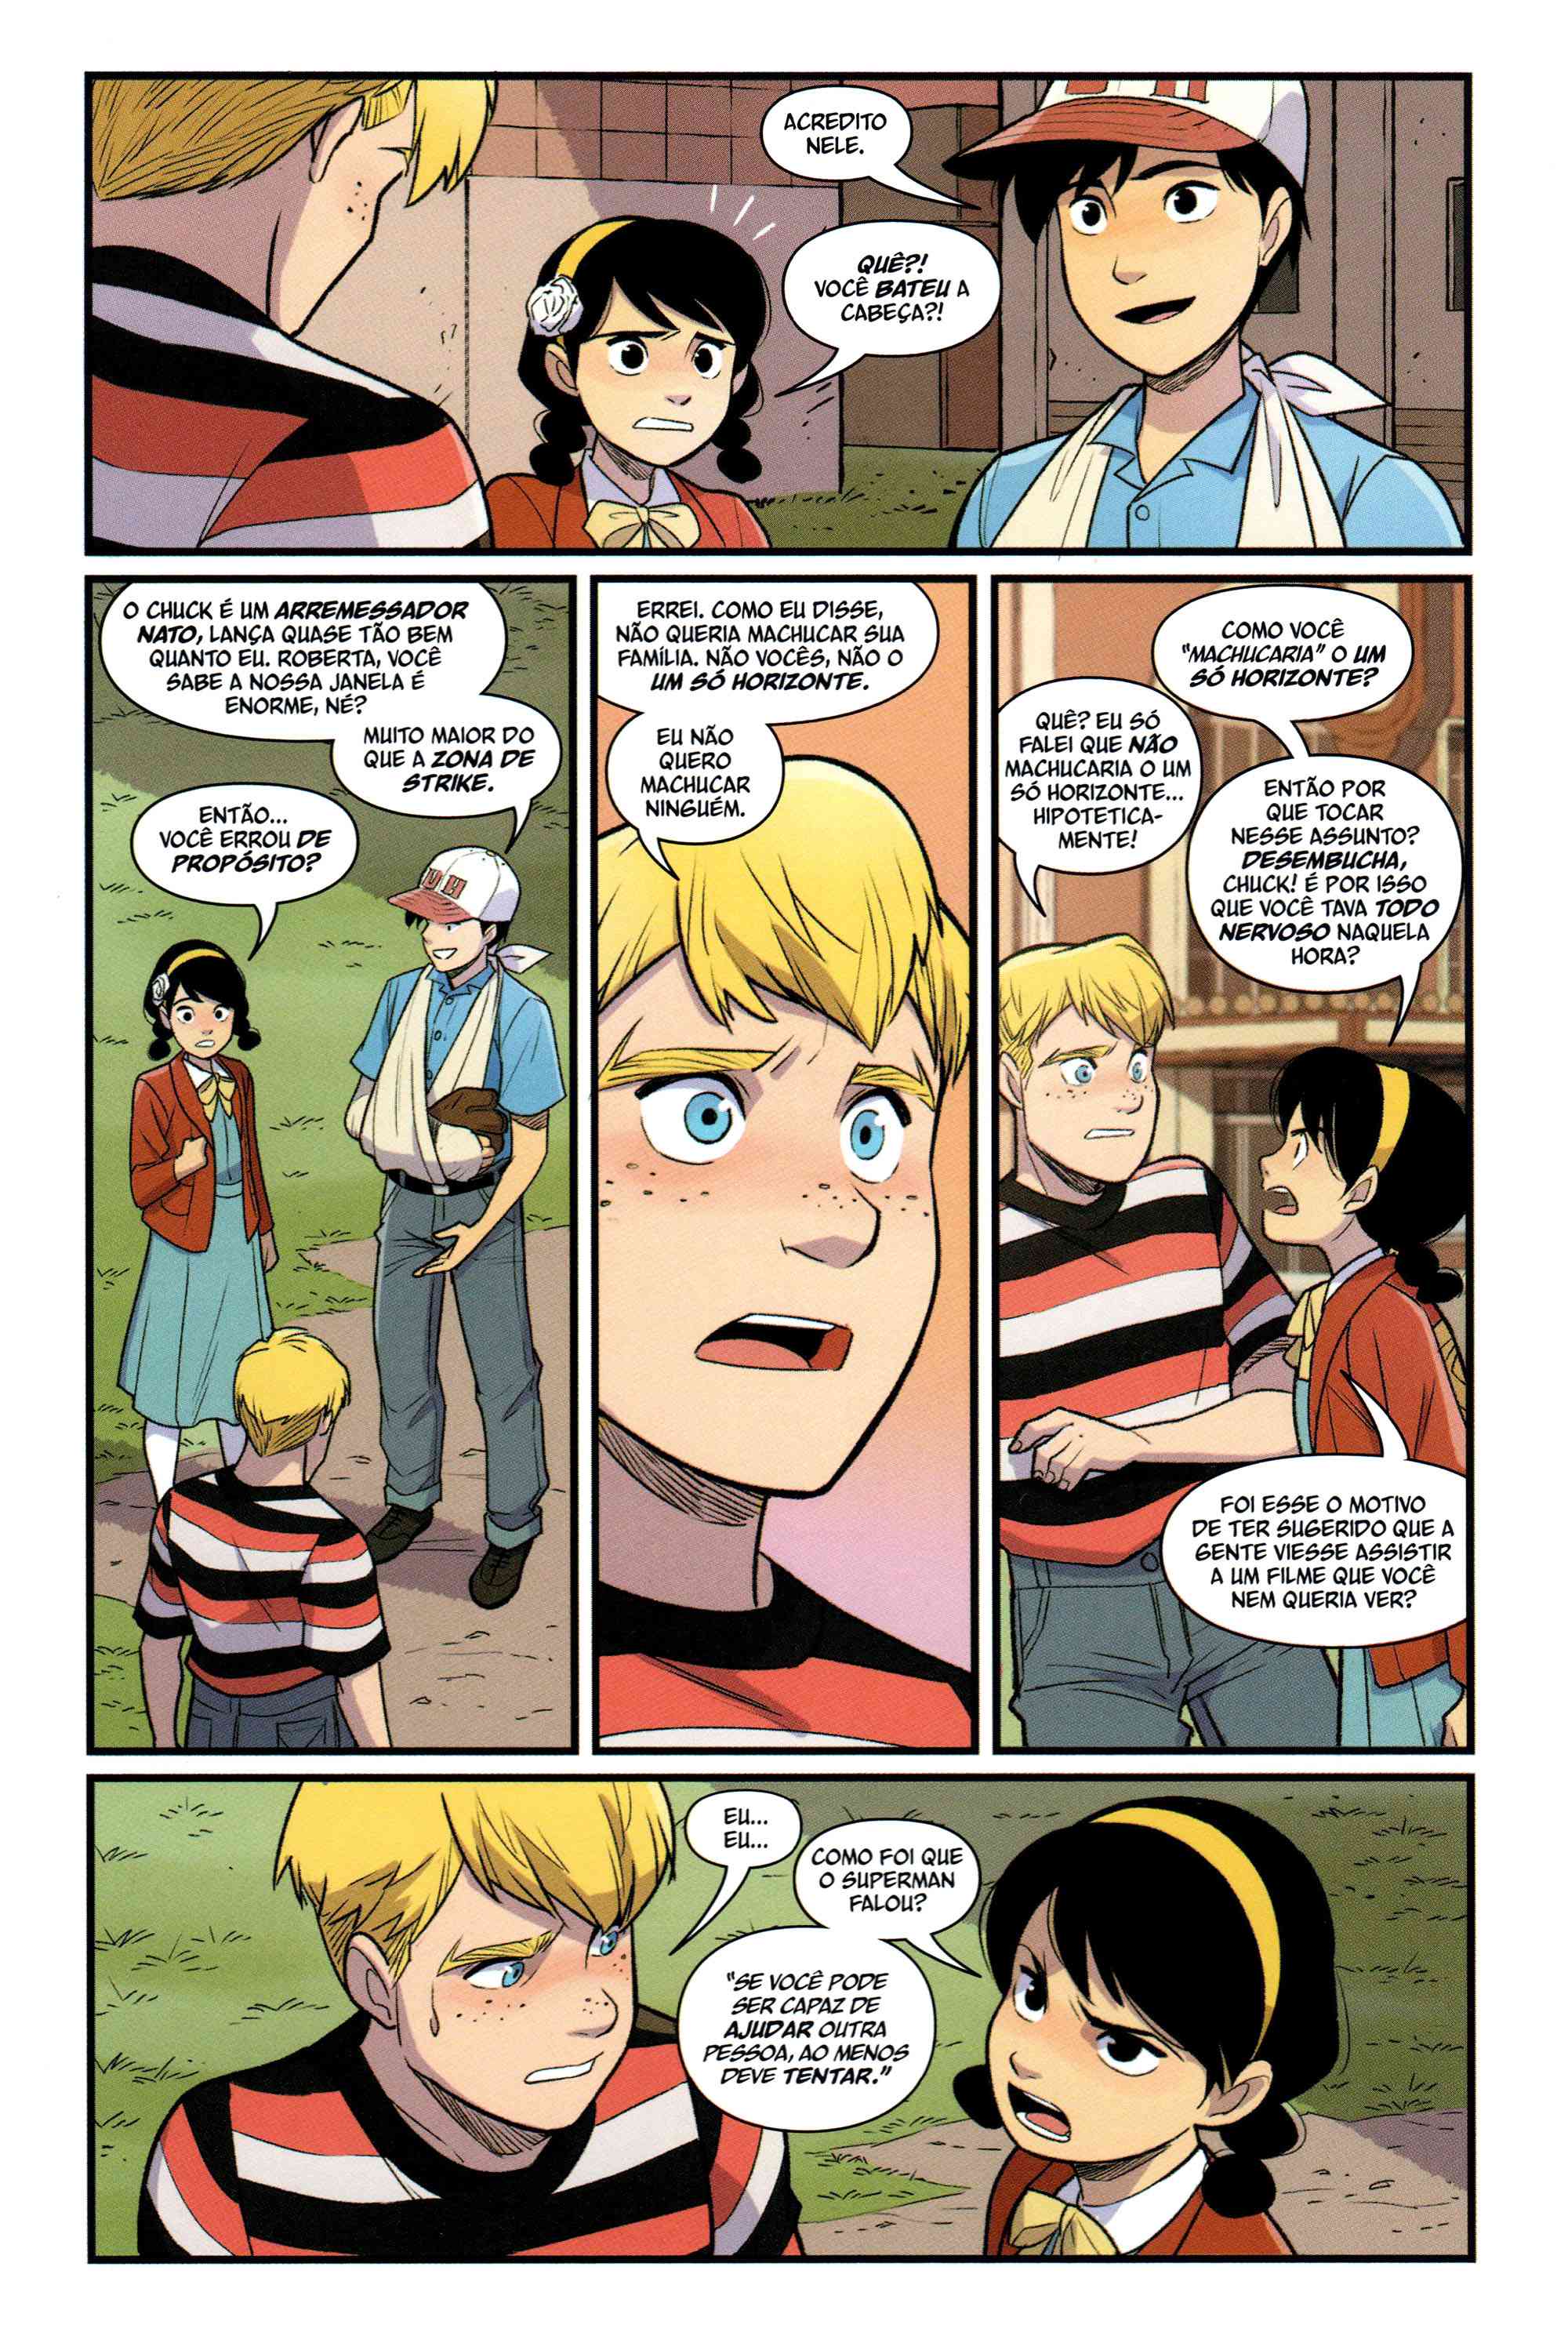 ACREDITO
NELE.
QUÊ?!
VOCÊ BATEU A
CABEÇA?!
UH
O CHUCK É UM ARREMESSADOR
NATO, LANÇA QUASE TÃO BEM
QUANTO EU. ROBERTA, VOCÊ
SABE A NOSSA JANELA É
ENORME, NÉ?
MUITO MAIOR DO
QUE A ZONA DE
STRIKE.
ENTÃO...
VOCÊ ERROU DE
PROPÓSITO?
UH
ERREI. COMO EU DISSE,
NÃO QUERIA MACHUCAR SUA
FAMÍLIA. NÃO VOCÊS, NÃO O
UM SÓ HORIZONTE.
EU NÃO
QUERO
MACHUCAR
NINGUÉM.
COMO VOCÊ
"MACHUCARIA" O UM
SÓ HORIZONTE?
QUÊ? EU SÓ
FALEI QUE NÃO
MACHUCARIA O UM
SÓ HORIZONTE...
HIPOTETICA-
MENTE!
ENTÃO POR
QUE TOCAR
NESSE ASSUNTO?
DESEMBUCHA,
CHUCK! É POR ISSO
QUE VOCÊ TAVA TODO
NERVOSO NAQUELA
HORA?
FOI ESSE O MOTIVO
DE TER SUGERIDO QUE A
GENTE VIESSE ASSISTIR
A UM FILME QUE VOCÊ
NEM QUERIA VER?
EU...
EU...
COMO FOI QUE
O SUPERMAN
FALOU?
"SE VOCÊ PODE
SER CAPAZ DE
AJUDAR OUTRA
PESSOA, AO MENOS
DEVE TENTAR."